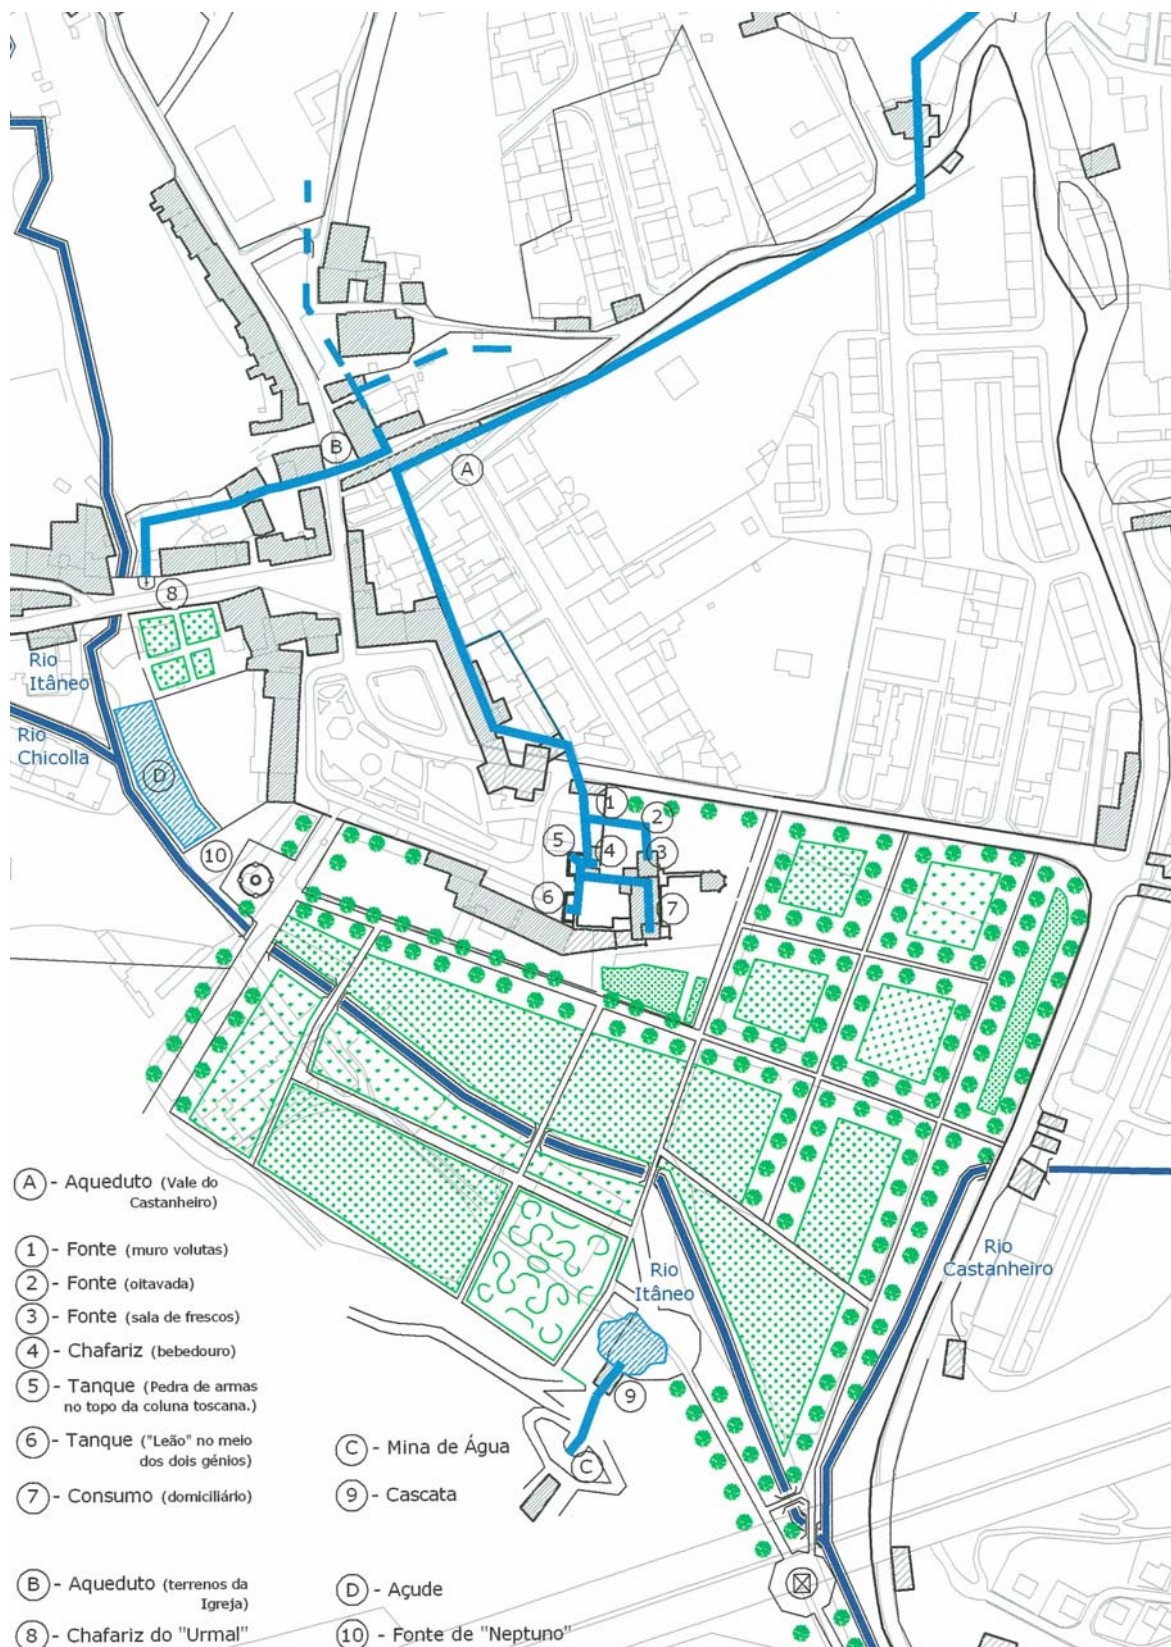 B
A
8
Rio
Itâneo
Rio
Chicolla
D
1
2
5
4
3
10
6
7
A - Aqueduto (Vale do
Castanheiro)
1 - Fonte (muro volutas)
2 - Fonte (oitavada)
3 - Fonte (sala de frescos)
4 - Chafariz (bebedouro)
5 - Tanque (Pedra de armas
no topo da coluna toscana.)
6 - Tanque ("Leão" no meio
dos dois génios)
7 - Consumo (domiciliário)
B - Aqueduto (terrenos da
Igreja)
8 - Chafariz do "Urmal"
Rio
Itâneo
Rio
Castanheiro
9
C
C - Mina de Água
9 - Cascata
D - Açude
10 - Fonte de "Neptuno"